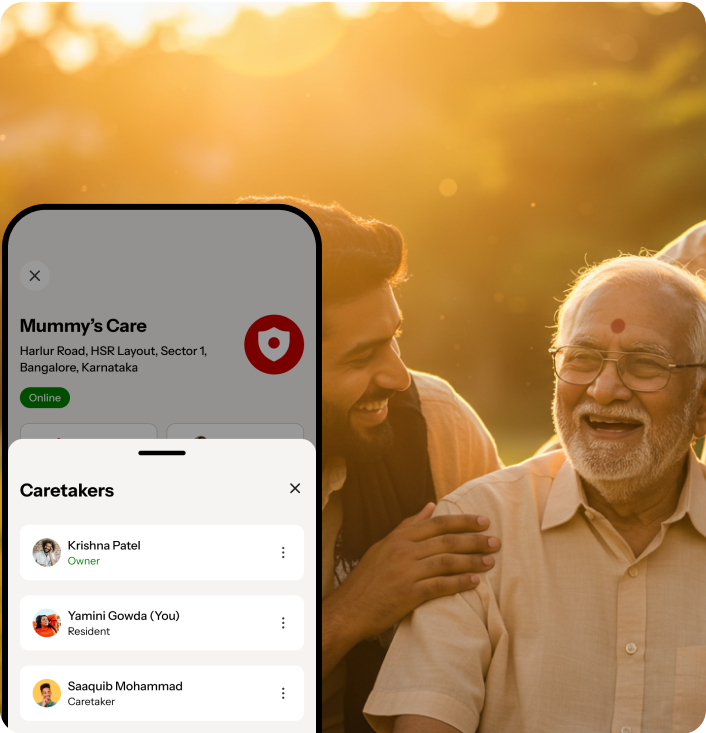 Mummy’s Care
Harlur Road, HSR Layout, Sector 1,
Bangalore, Karnataka
Online
Caretakers
Krishna Patel
Owner
Yamini Gowda (You)
Resident
Saaquib Mohammad
Caretaker